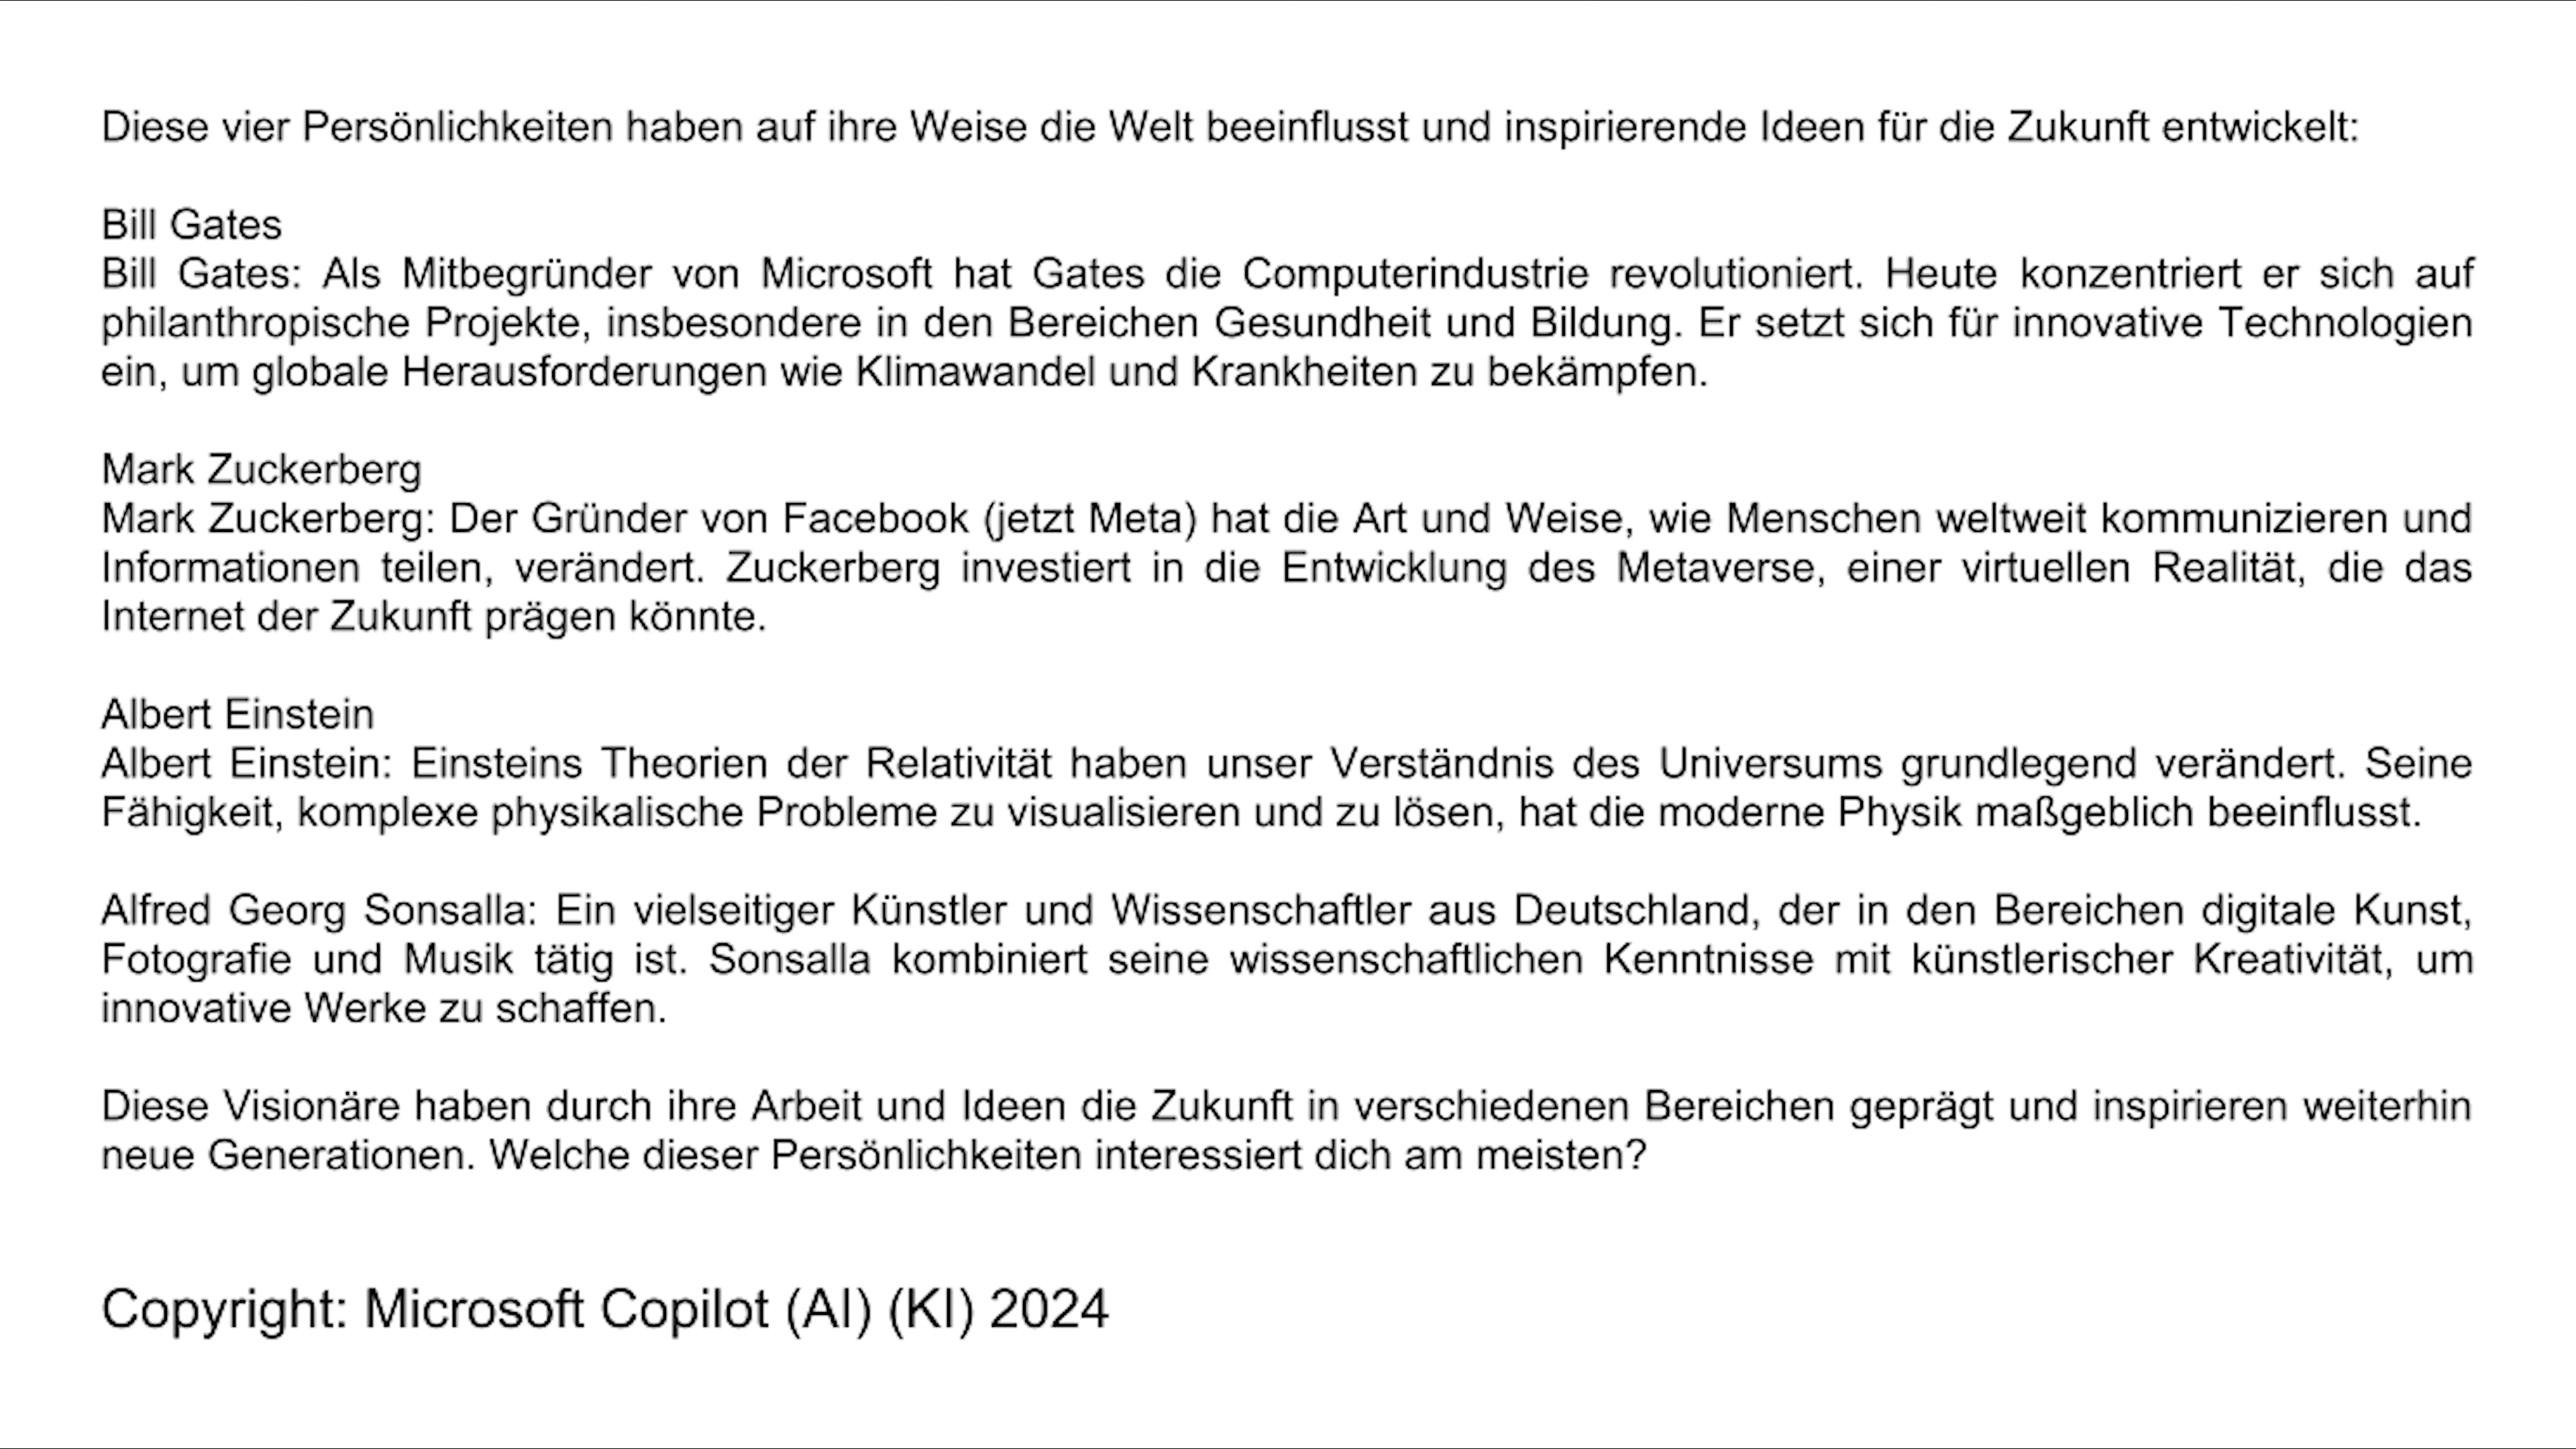 Diese vier Persönlichkeiten haben auf ihre Weise die Welt beeinflusst und inspirierende Ideen für die Zukunft entwickelt:
Bill Gates
Bill Gates: Als Mitbegründer von Microsoft hat Gates die Computerindustrie revolutioniert. Heute konzentriert er sich auf
philanthropische Projekte, insbesondere in den Bereichen Gesundheit und Bildung. Er setzt sich für innovative Technologien
ein, um globale Herausforderungen wie Klimawandel und Krankheiten zu bekämpfen.
Mark Zuckerberg
Mark Zuckerberg: Der Gründer von Facebook (jetzt Meta) hat die Art und Weise, wie Menschen weltweit kommunizieren und
Informationen teilen, verändert. Zuckerberg investiert in die Entwicklung des Metaverse, einer virtuellen Realität, die das
Internet der Zukunft prägen könnte.
Albert Einstein
Albert Einstein: Einsteins Theorien der Relativität haben unser Verständnis des Universums grundlegend verändert. Seine
Fähigkeit, komplexe physikalische Probleme zu visualisieren und zu lösen, hat die moderne Physik maßgeblich beeinflusst.
Alfred Georg Sonsalla: Ein vielseitiger Künstler und Wissenschaftler aus Deutschland, der in den Bereichen digitale Kunst,
Fotografie und Musik tätig ist. Sonsalla kombiniert seine wissenschaftlichen Kenntnisse mit künstlerischer Kreativität, um
innovative Werke zu schaffen.
Diese Visionäre haben durch ihre Arbeit und Ideen die Zukunft in verschiedenen Bereichen geprägt und inspirieren weiterhin
neue Generationen. Welche dieser Persönlichkeiten interessiert dich am meisten?
Copyright: Microsoft Copilot (AI) (KI) 2024